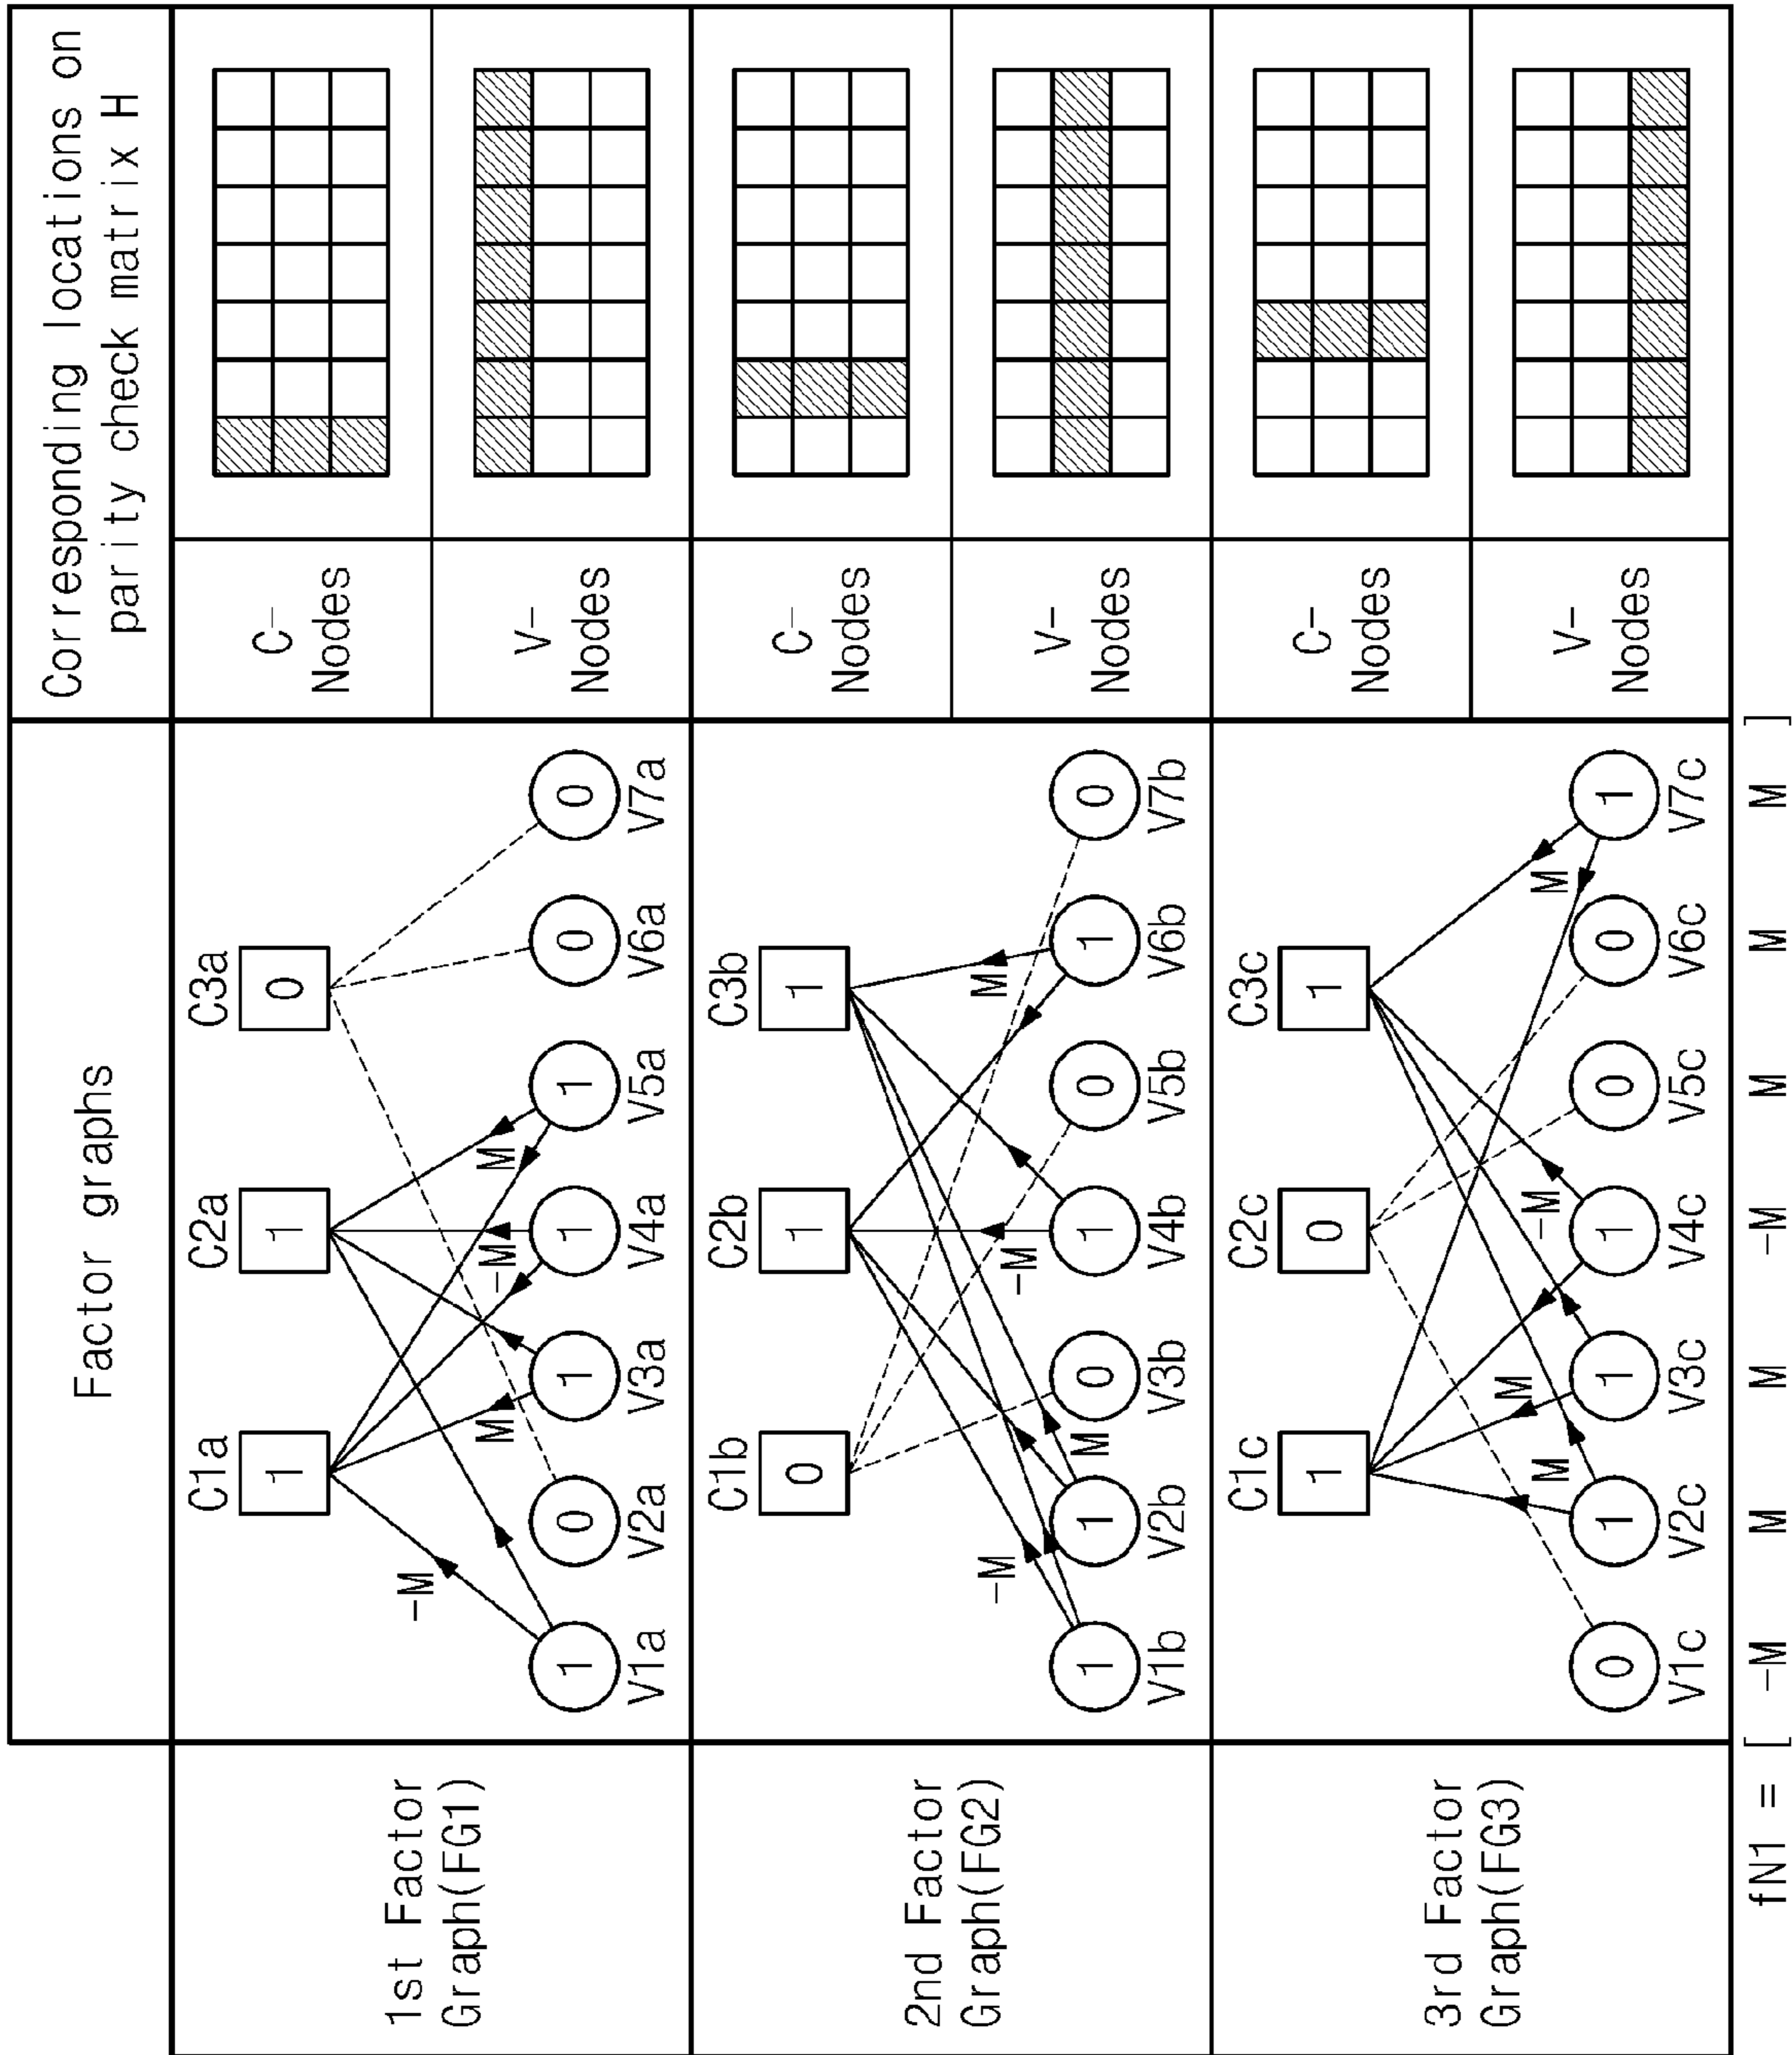 Factor graphs
Corresponding locations on
parity check matrix H
1st Factor
Graph(FG1)
C1a
C2a
C3a
1
1
0
-M
M
-M
M
1
0
1
1
1
0
0
V1a
V2a
V3a
V4a
V5a
V6a
V7a
C-
Nodes
V-
Nodes
2nd Factor
Graph(FG2)
C1b
C2b
C3b
0
1
1
-M
M
-M
M
1
1
0
1
0
1
0
V1b
V2b
V3b
V4b
V5b
V6b
V7b
C-
Nodes
V-
Nodes
3rd Factor
Graph(FG3)
C1c
C2c
C3c
1
0
1
M
M
-M
M
0
1
1
1
0
0
1
V1c
V2c
V3c
V4c
V5c
V6c
V7c
C-
Nodes
V-
Nodes
fN1 = [ -M M M -M M M M ]